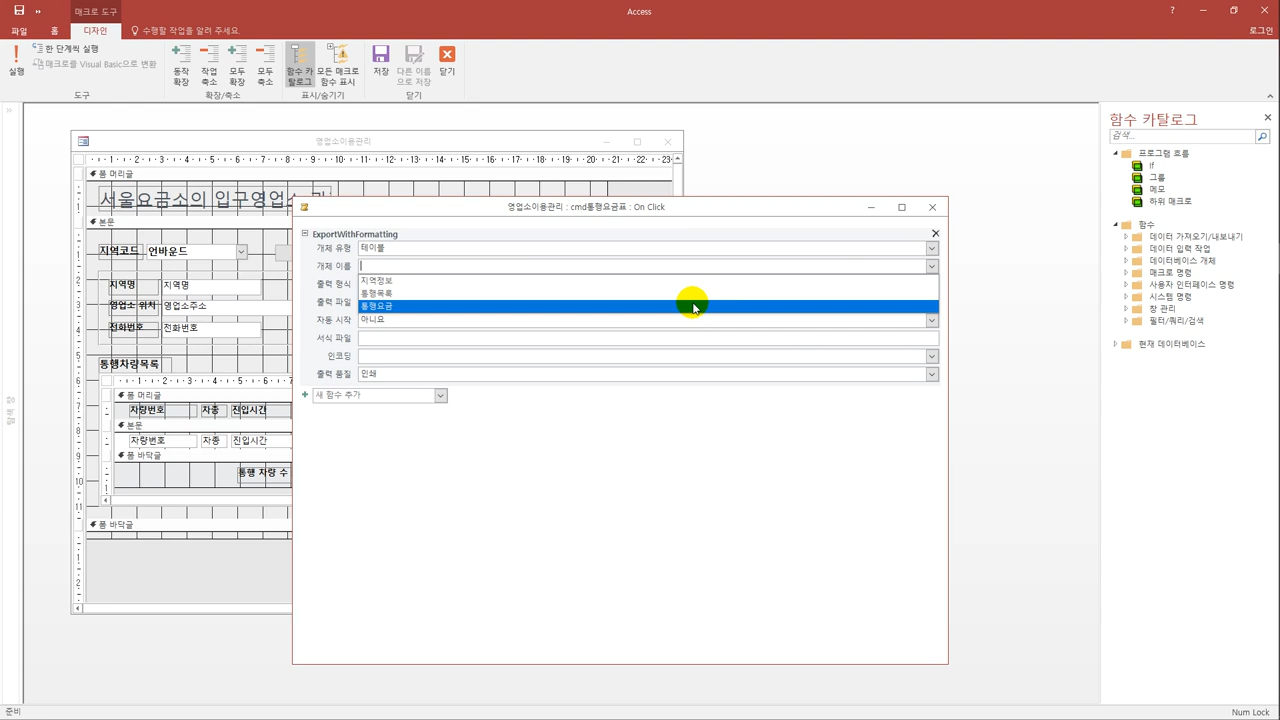 매크로 도구
Access
로그인
파일
홈
디자인
수행할 작업을 알려 주세요.
실행
한 단계씩 실행
매크로를 Visual Basic으로 변환
도구
동작 확장
작업 축소
모두 확장
모두 축소
확장/축소
함수 카탈로그
모든 매크로 함수 표시
표시/숨기기
저장
다른 이름으로 저장
닫기
닫기
영업소이용관리
폼 머리글
서울요금소의 입구영업소
본문
지역코드
언바운드
지역명
지역명
영업소 위치
영업소주소
전화번호
전화번호
통행차량목록
폼 머리글
차량번호
차종
진입시간
본문
차량번호
차종
진입시간
폼 바닥글
통행 차량 수
폼 바닥글
영업소이용관리 : cmd통행요금표 : On Click
ExportWithFormatting
개체 유형
테이블
개체 이름
출력 형식
지역정보
통행목록
출력 파일
통행요금
자동 시작
아니요
서식 파일
인코딩
출력 품질
인쇄
새 함수 추가
함수 카탈로그
검색...
프로그램 흐름
If
그룹
메모
하위 매크로
함수
데이터 가져오기/내보내기
데이터 입력 작업
데이터베이스 개체
매크로 명령
사용자 인터페이스 명령
시스템 명령
창 관리
필터/쿼리/검색
현재 데이터베이스
탐색 창
준비
Num Lock